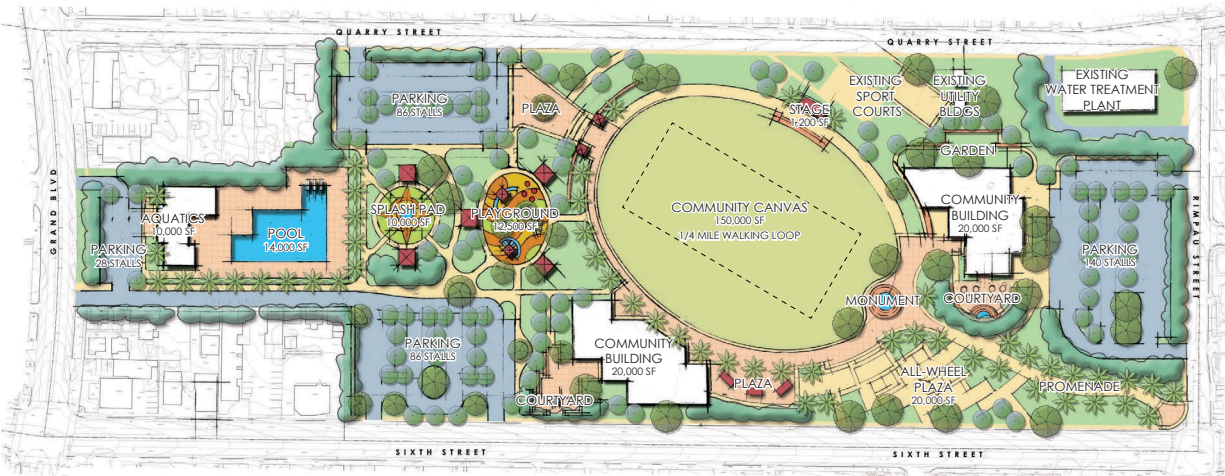 QUARRY STREET
QUARRY STREET
PARKING
86 STALLS
PLAZA
STAGE
1,200 SF
EXISTING
SPORT
COURTS
EXISTING
UTILITY
BLDGS
EXISTING
WATER TREATMENT
PLANT
GARDEN
GRAND BLVD
AQUATICS
10,000 SF
PARKING
28 STALLS
POOL
14,000 SF
SPLASH PAD
10,000 SF
PLAYGROUND
12,500 SF
COMMUNITY CANVAS
150,000 SF
1/4 MILE WALKING LOOP
COMMUNITY
BUILDING
20,000 SF
PARKING
140 STALLS
RIMPAU STREET
MONUMENT
COURTYARD
PARKING
86 STALLS
COMMUNITY
BUILDING
20,000 SF
COURTYARD
PLAZA
ALL-WHEEL
PLAZA
20,000 SF
PROMENADE
SIXTH STREET
SIXTH STREET